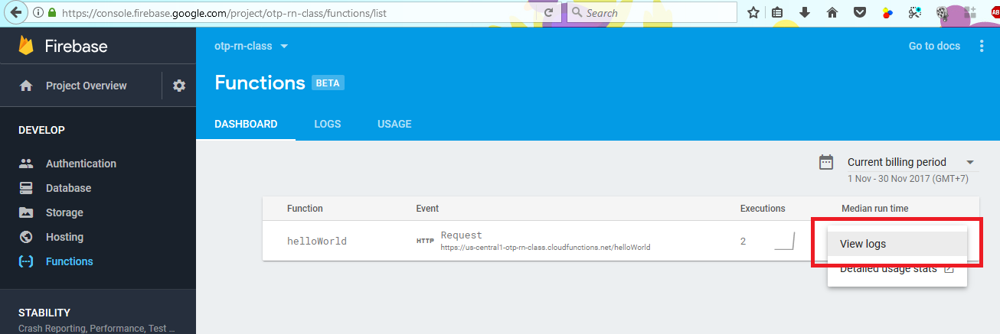 https://console.firebase.google.com/project/otp-rn-class/functions/list
Search
AB
Firebase
otp-rn-class
Go to docs
Project Overview
Functions BETA
DASHBOARD LOGS USAGE
DEVELOP
Authentication
Database
Storage
Hosting
Functions
STABILITY
Crash Reporting, Performance, Test ...
Current billing period
1 Nov - 30 Nov 2017 (GMT+7)
Function Event Executions Median run time
helloWorld HTTP Request 2
https://us-central1-otp-rn-class.cloudfunctions.net/helloWorld
View logs
Detailed usage stats